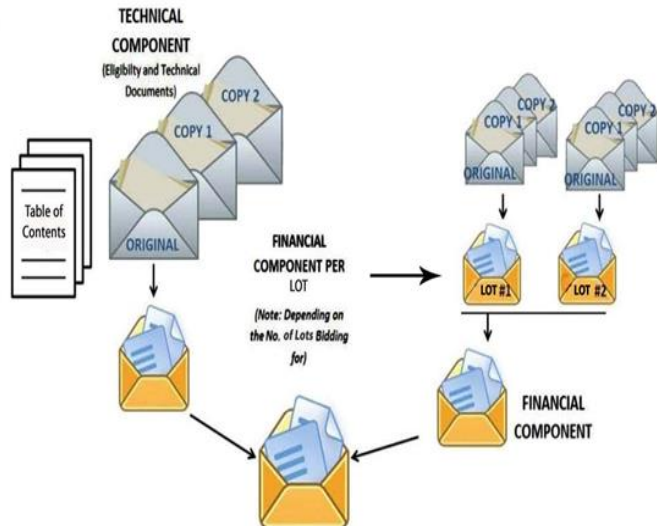 TECHNICAL
COMPONENT
(Eligibilty and Technical
Documents)
COPY 2
COPY 1
ORIGINAL
Table of
Contents
FINANCIAL
COMPONENT PER
LOT
(Note: Depending on
the No. of Lots Bidding
for)
COPY 2
COPY 1
ORIGINAL
COPY 2
COPY 1
ORIGINAL
LOT #1
LOT #2
FINANCIAL
COMPONENT